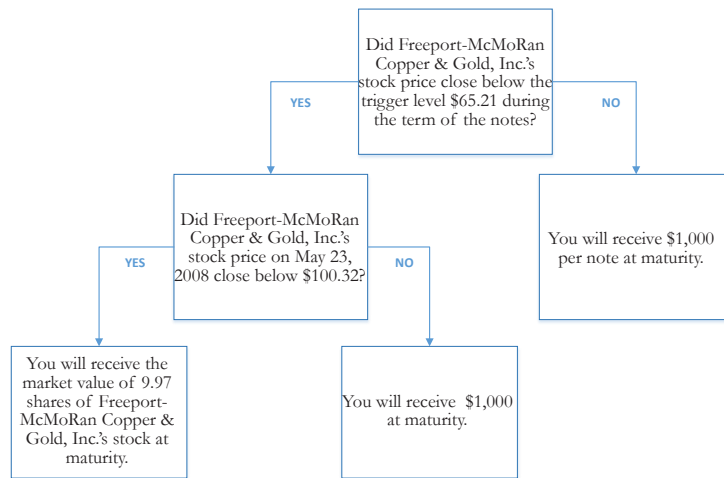 Did Freeport-McMoRan
Copper & Gold, Inc.'s
stock price close below the
trigger level $65.21 during
the term of the notes?
YES
NO
Did Freeport-McMoRan
Copper & Gold, Inc.'s
stock price on May 23,
2008 close below $100.32?
You will receive $1,000
per note at maturity.
YES
NO
You will receive the
market value of 9.97
shares of Freeport-
McMoRan Copper &
Gold, Inc.'s stock at
maturity.
You will receive $1,000
at maturity.